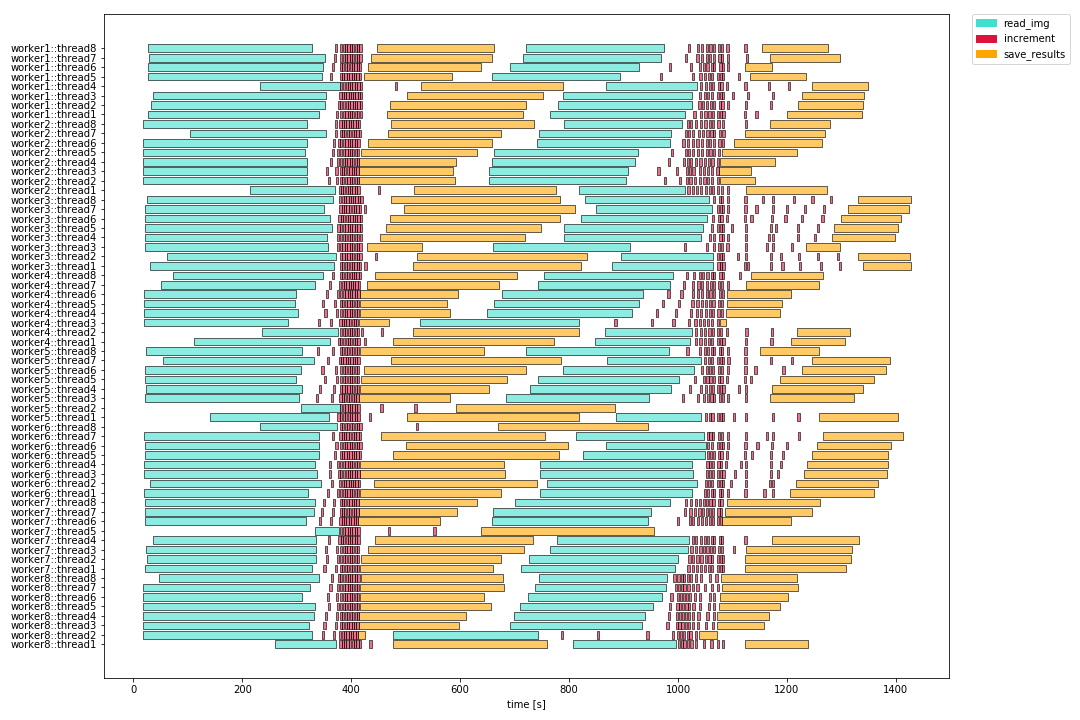 read_img
increment
save_results
worker1::thread8
worker1::thread7
worker1::thread6
worker1::thread5
worker1::thread4
worker1::thread3
worker1::thread2
worker1::thread1
worker2::thread8
worker2::thread7
worker2::thread6
worker2::thread5
worker2::thread4
worker2::thread3
worker2::thread2
worker2::thread1
worker3::thread8
worker3::thread7
worker3::thread6
worker3::thread5
worker3::thread4
worker3::thread3
worker3::thread2
worker3::thread1
worker4::thread8
worker4::thread7
worker4::thread6
worker4::thread5
worker4::thread4
worker4::thread3
worker4::thread2
worker4::thread1
worker5::thread8
worker5::thread7
worker5::thread6
worker5::thread5
worker5::thread4
worker5::thread3
worker5::thread2
worker5::thread1
worker6::thread8
worker6::thread7
worker6::thread6
worker6::thread5
worker6::thread4
worker6::thread3
worker6::thread2
worker6::thread1
worker7::thread8
worker7::thread7
worker7::thread6
worker7::thread5
worker7::thread4
worker7::thread3
worker7::thread2
worker7::thread1
worker8::thread8
worker8::thread7
worker8::thread6
worker8::thread5
worker8::thread4
worker8::thread3
worker8::thread2
worker8::thread1
0 200 400 600 800 1000 1200 1400
time [s]